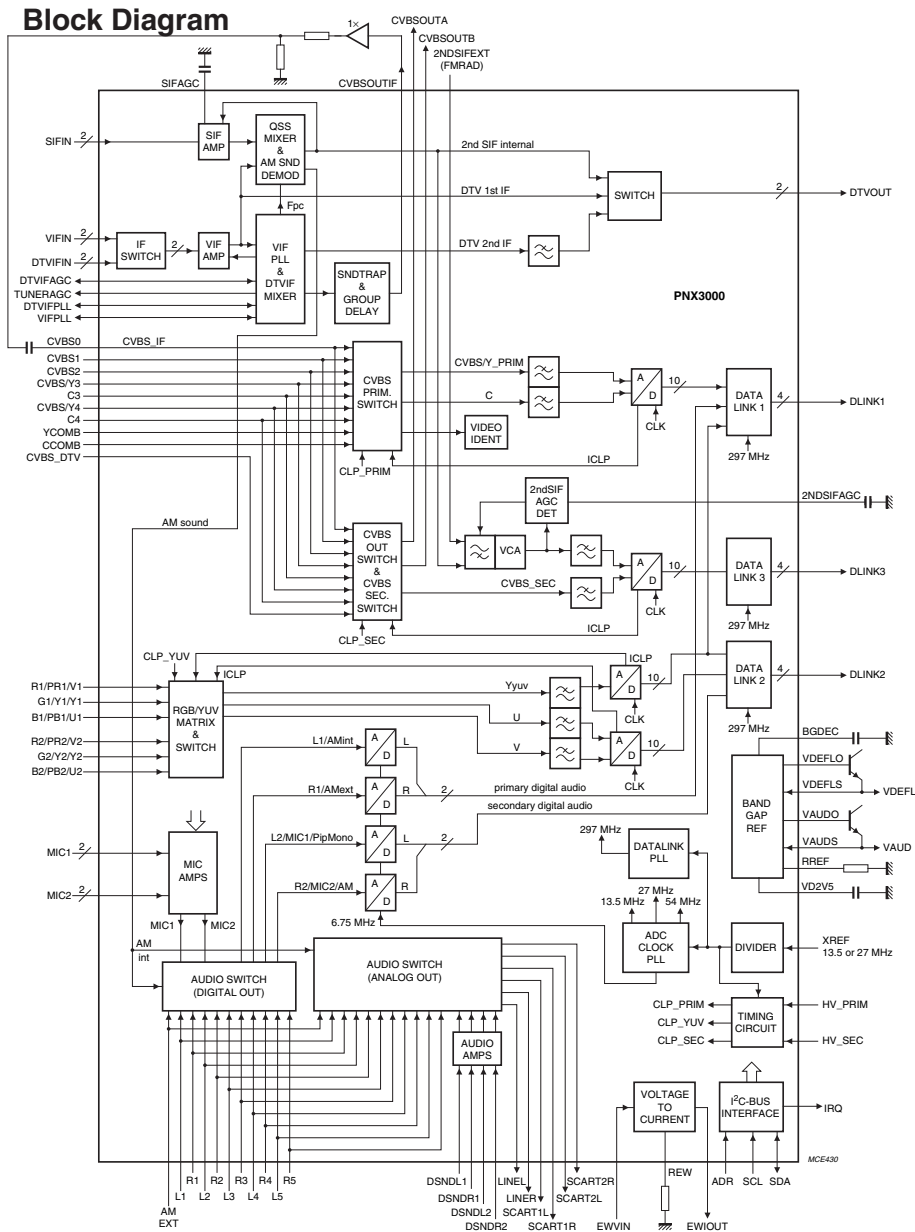 Block Diagram
CVBSOUTA
CVBSOUTB
2NDSIFEXT
(FMRAD)
1×
SIFAGC
CVBSOUTIF
SIFIN
2
SIF
AMP
QSS
MIXER
&
AM SND
DEMOD
2nd SIF internal
DTV 1st IF
SWITCH
2
DTVOUT
Fpc
VIFIN
2
DTVIFIN
2
IF
SWITCH
2
VIF
AMP
VIF
PLL
&
DTVIF
MIXER
DTV 2nd IF
SNDTRAP
&
GROUP
DELAY
DTVIFAGC
TUNERAGC
DTVIFPLL
VIFPLL
PNX3000
CVBS0
CVBS_IF
CVBS1
CVBS2
CVBS/Y3
C3
CVBS/Y4
C4
YCOMB
CCOMB
CVBS_DTV
CVBS
PRIM.
SWITCH
CLP_PRIM
CVBS/Y_PRIM
C
VIDEO
IDENT
A
D
CLK
10
ICLP
DATA
LINK 1
4
DLINK1
297 MHz
2NDSIFAGC
2ndSIF
AGC
DET
AM sound
CVBS
OUT
SWITCH
&
CVBS
SEC.
SWITCH
VCA
CVBS_SEC
A
D
CLK
10
ICLP
CLP_SEC
DATA
LINK 3
4
DLINK3
297 MHz
CLP_YUV
ICLP
R1/PR1/V1
G1/Y1/Y1
B1/PB1/U1
R2/PR2/V2
G2/Y2/Y2
B2/PB2/U2
RGB/YUV
MATRIX
&
SWITCH
Yyuv
U
V
ICLP
A
D
CLK
10
A
D
CLK
10
DATA
LINK 2
4
DLINK2
297 MHz
L1/AMint
A
D
L
R1/AMext
A
D
R
2
primary digital audio
secondary digital audio
L2/MIC1/PipMono
A
D
L
2
R2/MIC2/AM
A
D
R
6.75 MHz
BGDEC
VDEFLO
VDEFLS
VDEFL
VAUDO
VAUDS
VAUD
RREF
VD2V5
BAND
GAP
REF
MIC1
2
MIC2
2
MIC
AMPS
MIC1
MIC2
297 MHz
DATALINK
PLL
27 MHz
13.5 MHz
54 MHz
ADC
CLOCK
PLL
DIVIDER
XREF
13.5 or 27 MHz
AM
int
AUDIO SWITCH
(DIGITAL OUT)
AUDIO SWITCH
(ANALOG OUT)
AUDIO
AMPS
CLP_PRIM
CLP_YUV
CLP_SEC
TIMING
CIRCUIT
HV_PRIM
HV_SEC
VOLTAGE
TO
CURRENT
I2C-BUS
INTERFACE
IRQ
MCE430
AM
EXT
L1
R1
L2
R2
L3
R3
L4
R4
L5
R5
DSNDL1
DSNDR1
DSNDL2
DSNDR2
LINEL
LINER
SCART1L
SCART1R
SCART2L
SCART2R
EWVIN
REW
EWIOUT
ADR
SCL
SDA